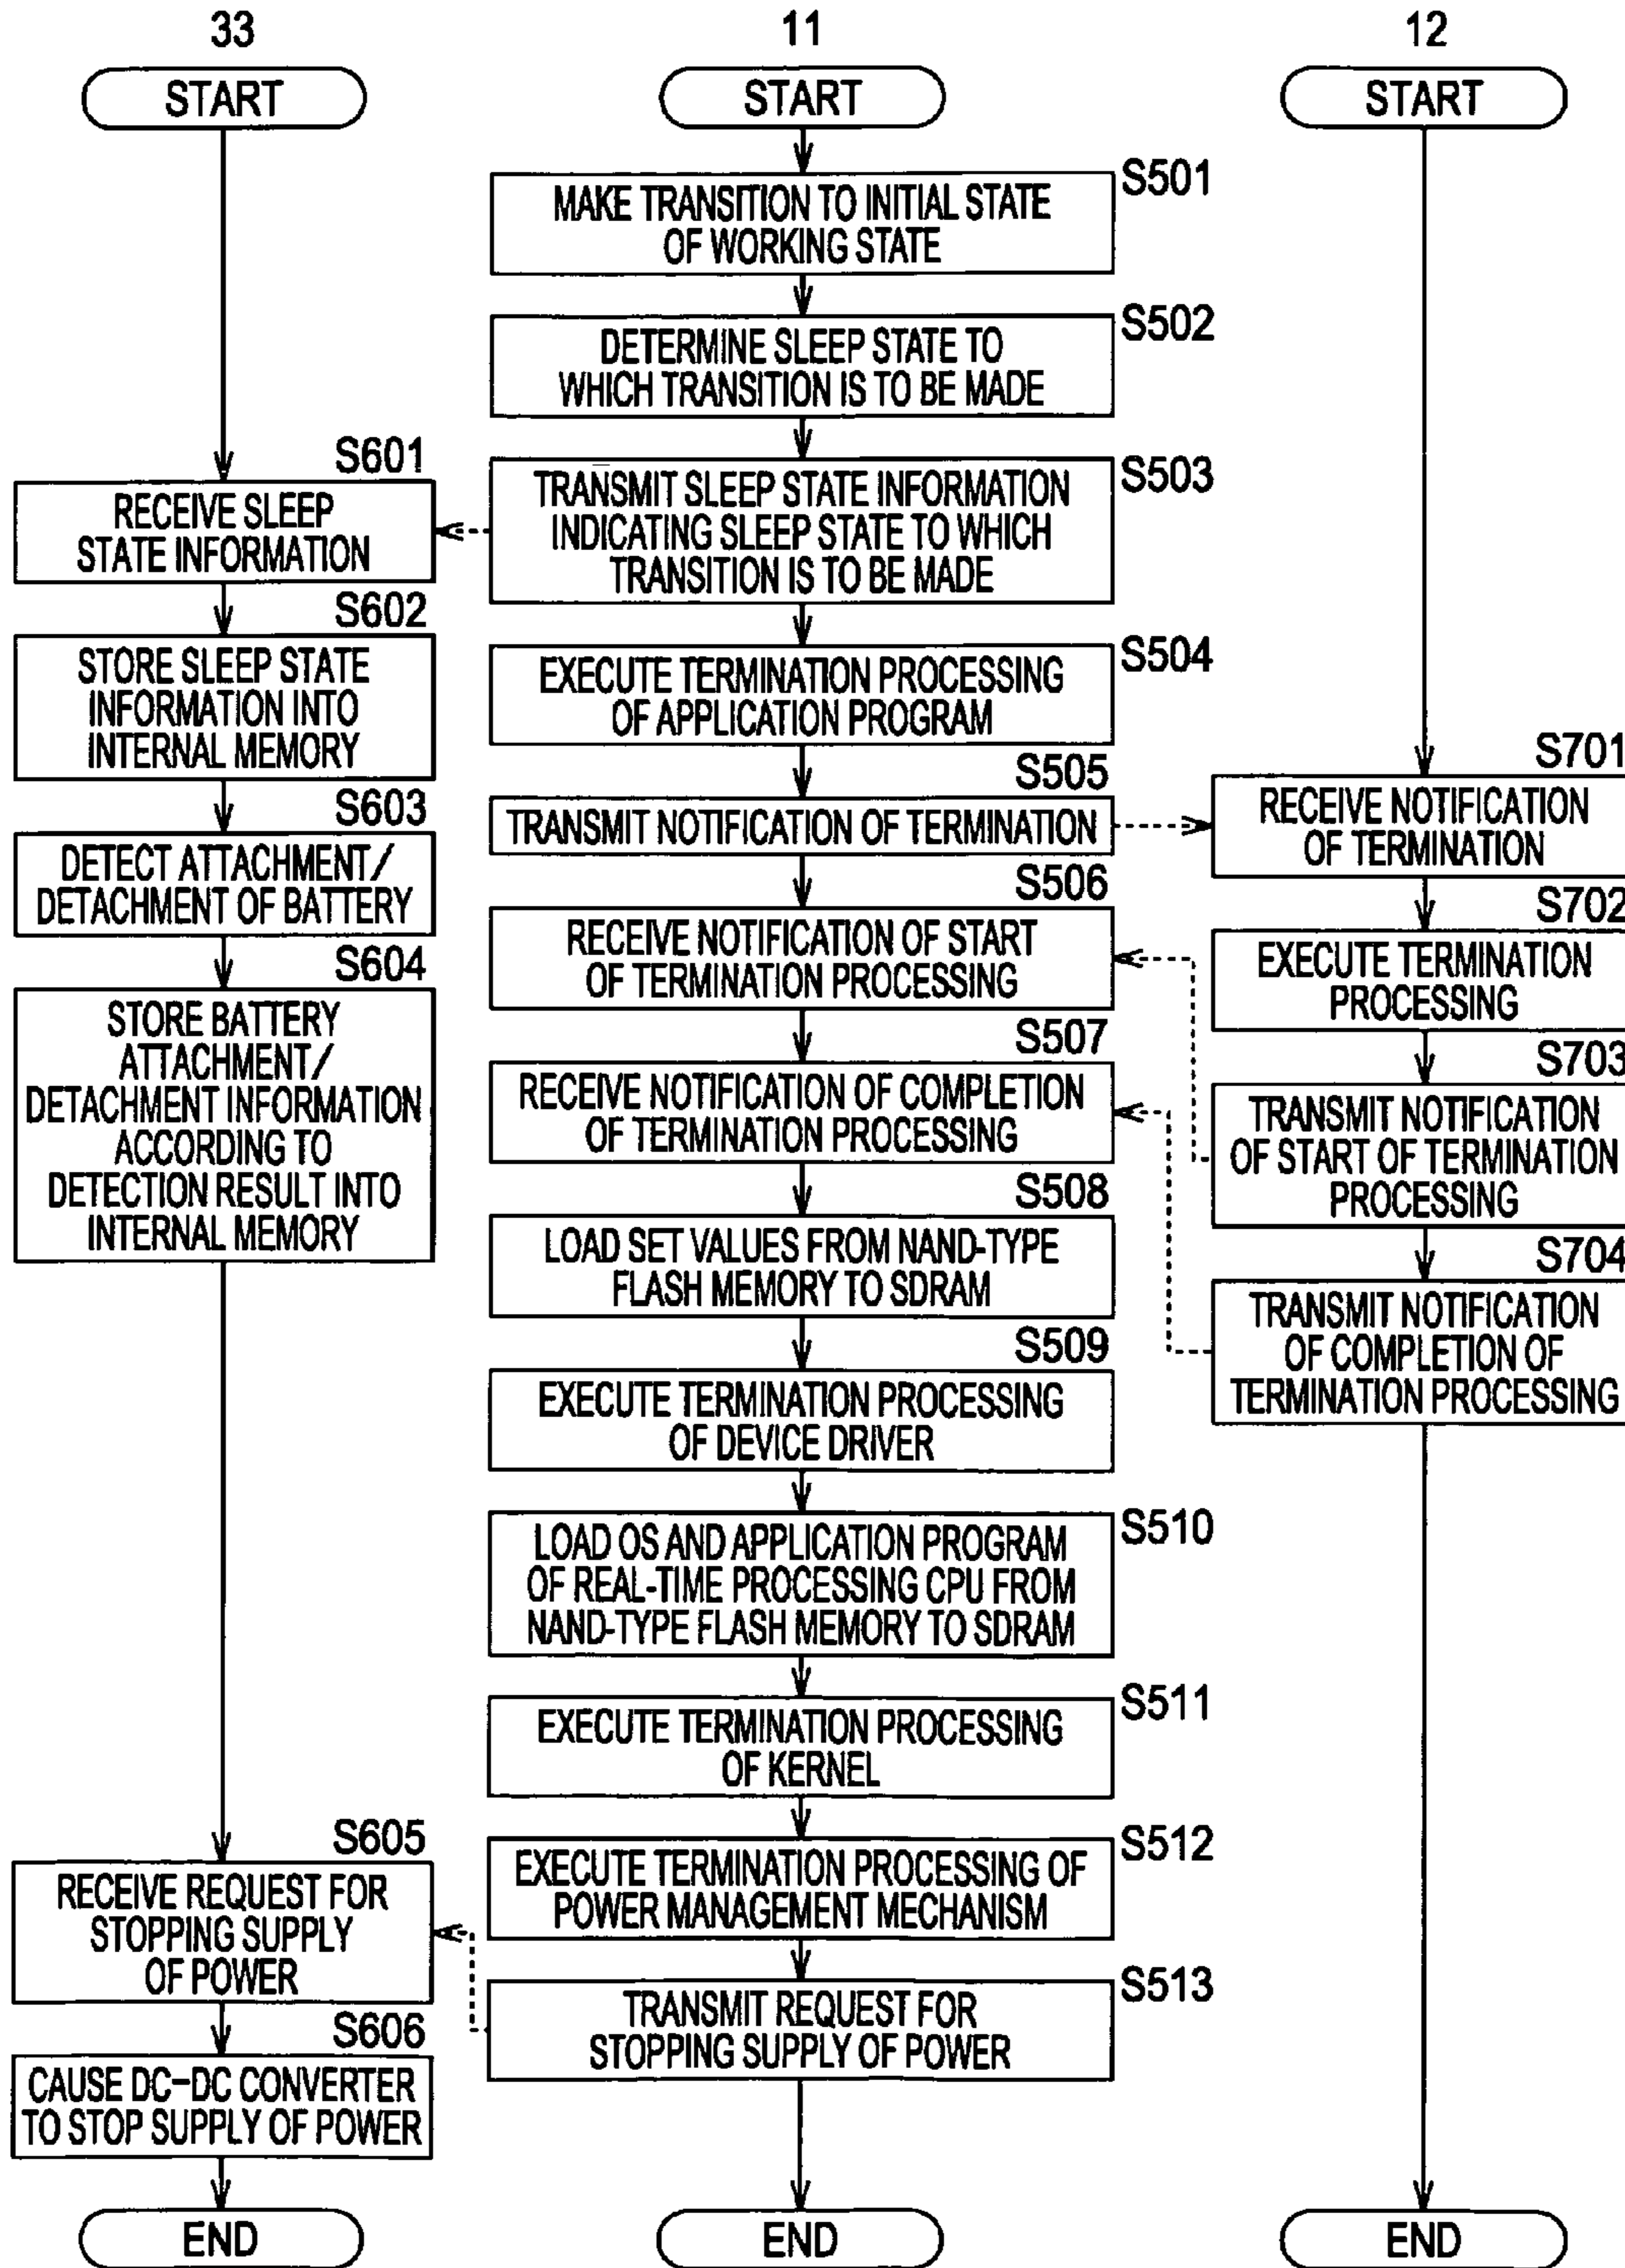 33
START
S601
RECEIVE SLEEP
STATE INFORMATION
S602
STORE SLEEP STATE
INFORMATION INTO
INTERNAL MEMORY
S603
DETECT ATTACHMENT/
DETACHMENT OF BATTERY
S604
STORE BATTERY
ATTACHMENT/
DETACHMENT INFORMATION
ACCORDING TO
DETECTION RESULT INTO
INTERNAL MEMORY
S605
RECEIVE REQUEST FOR
STOPPING SUPPLY
OF POWER
S606
CAUSE DC-DC CONVERTER
TO STOP SUPPLY OF POWER
END
11
START
S501
MAKE TRANSITION TO INITIAL STATE
OF WORKING STATE
S502
DETERMINE SLEEP STATE TO
WHICH TRANSITION IS TO BE MADE
S503
TRANSMIT SLEEP STATE INFORMATION
INDICATING SLEEP STATE TO WHICH
TRANSITION IS TO BE MADE
S504
EXECUTE TERMINATION PROCESSING
OF APPLICATION PROGRAM
S505
TRANSMIT NOTIFICATION OF TERMINATION
S506
RECEIVE NOTIFICATION OF START
OF TERMINATION PROCESSING
S507
RECEIVE NOTIFICATION OF COMPLETION
OF TERMINATION PROCESSING
S508
LOAD SET VALUES FROM NAND-TYPE
FLASH MEMORY TO SDRAM
S509
EXECUTE TERMINATION PROCESSING
OF DEVICE DRIVER
S510
LOAD OS AND APPLICATION PROGRAM
OF REAL-TIME PROCESSING CPU FROM
NAND-TYPE FLASH MEMORY TO SDRAM
S511
EXECUTE TERMINATION PROCESSING
OF KERNEL
S512
EXECUTE TERMINATION PROCESSING OF
POWER MANAGEMENT MECHANISM
S513
TRANSMIT REQUEST FOR
STOPPING SUPPLY OF POWER
END
12
START
S701
RECEIVE NOTIFICATION
OF TERMINATION
S702
EXECUTE TERMINATION
PROCESSING
S703
TRANSMIT NOTIFICATION
OF START OF TERMINATION
PROCESSING
S704
TRANSMIT NOTIFICATION
OF COMPLETION OF
TERMINATION PROCESSING
END